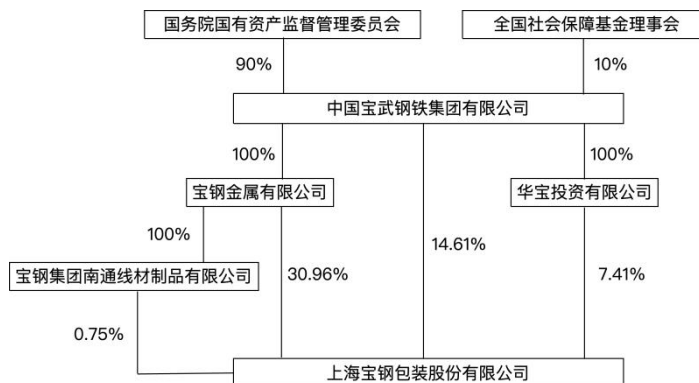 国务院国有资产监督管理委员会
全国社会保障基金理事会
90%
10%
中国宝武钢铁集团有限公司
100%
100%
宝钢金属有限公司
华宝投资有限公司
100%
14.61%
宝钢集团南通线材制品有限公司
30.96%
7.41%
0.75%
上海宝钢包装股份有限公司